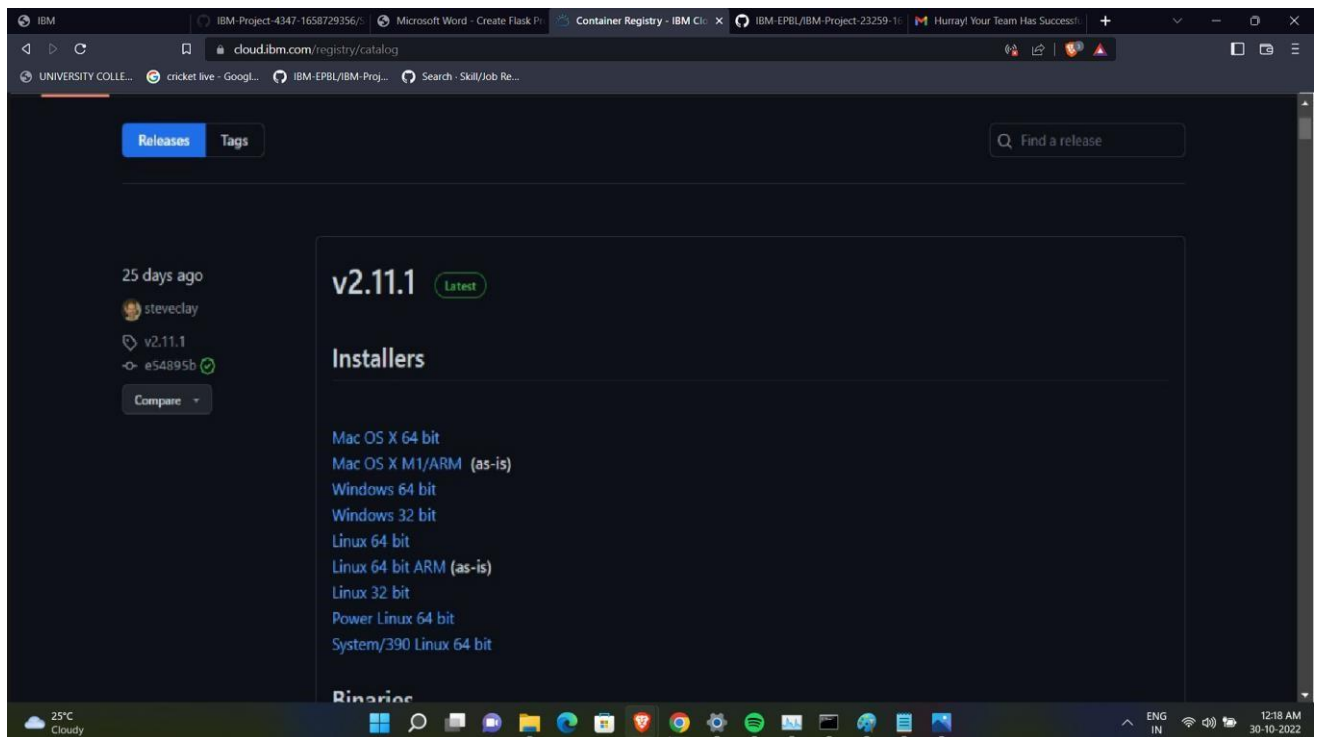 IBM IBM-Project-4347-1658729356/S Microsoft Word - Create Flask Pr Container Registry - IBM Clo IBM-EPBL/IBM-Project-23259-16 Hurray! Your Team Has Successfu
cloud.ibm.com/registry/catalog
UNIVERSITY COLLE... cricket live - Googl... IBM-EPBL/IBM-Proj... Search · Skill/Job Re...
Releases Tags Find a release
25 days ago
steveclay
v2.11.1
e54895b
Compare
v2.11.1 Latest
Installers
Mac OS X 64 bit
Mac OS X M1/ARM (as-is)
Windows 64 bit
Windows 32 bit
Linux 64 bit
Linux 64 bit ARM (as-is)
Linux 32 bit
Power Linux 64 bit
System/390 Linux 64 bit
Binaries
25°C
Cloudy
ENG
IN
12:18 AM
30-10-2022